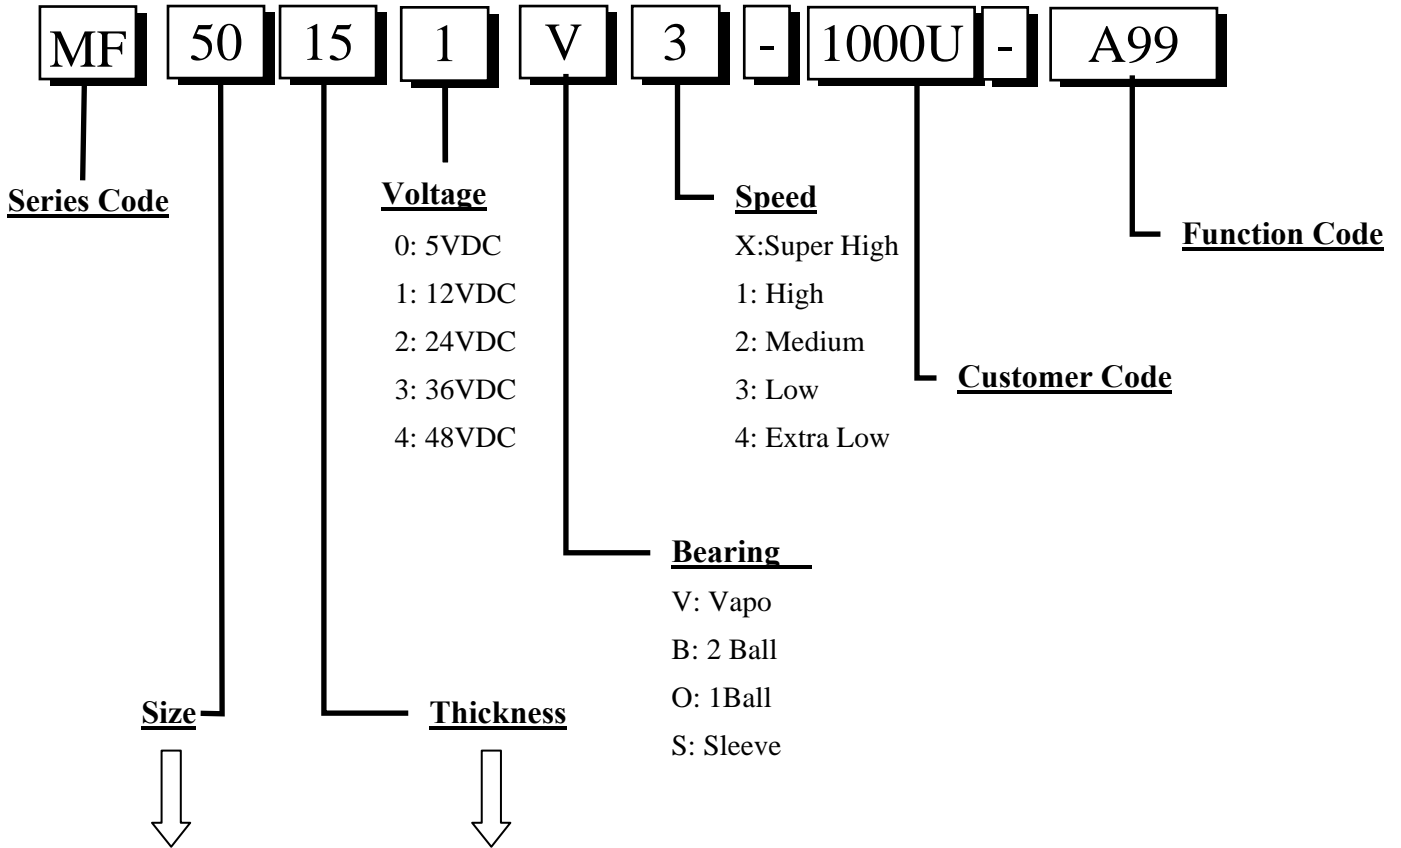 MF 50 15 1 V 3 - 1000U - A99
Series Code
Voltage
0: 5VDC
1: 12VDC
2: 24VDC
3: 36VDC
4: 48VDC
Speed
X:Super High
1: High
2: Medium
3: Low
4: Extra Low
Function Code
Customer Code
Bearing
V: Vapo
B: 2 Ball
O: 1Ball
S: Sleeve
Size
Thickness